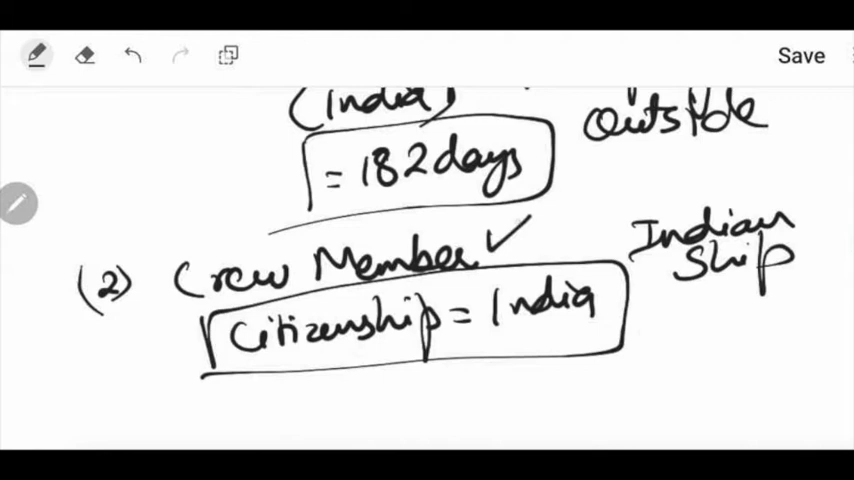 Save
(India)
outside
= 182 days
(2) Crew Member ✓
Indian
Ship
Citizenship = India